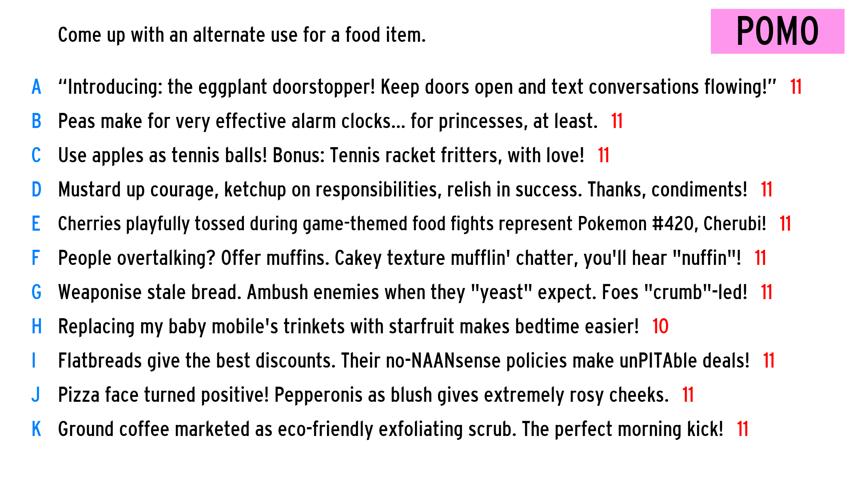 Come up with an alternate use for a food item.
POMO
A “Introducing: the eggplant doorstopper! Keep doors open and text conversations flowing!” 11
B Peas make for very effective alarm clocks... for princesses, at least. 11
C Use apples as tennis balls! Bonus: Tennis racket fritters, with love! 11
D Mustard up courage, ketchup on responsibilities, relish in success. Thanks, condiments! 11
E Cherries playfully tossed during game-themed food fights represent Pokemon #420, Cherubi! 11
F People overtalking? Offer muffins. Cakey texture mufflin' chatter, you'll hear "nuffin"! 11
G Weaponise stale bread. Ambush enemies when they "yeast" expect. Foes "crumb"-led! 11
H Replacing my baby mobile's trinkets with starfruit makes bedtime easier! 10
I Flatbreads give the best discounts. Their no-NAANsense policies make unPITAble deals! 11
J Pizza face turned positive! Pepperonis as blush gives extremely rosy cheeks. 11
K Ground coffee marketed as eco-friendly exfoliating scrub. The perfect morning kick! 11